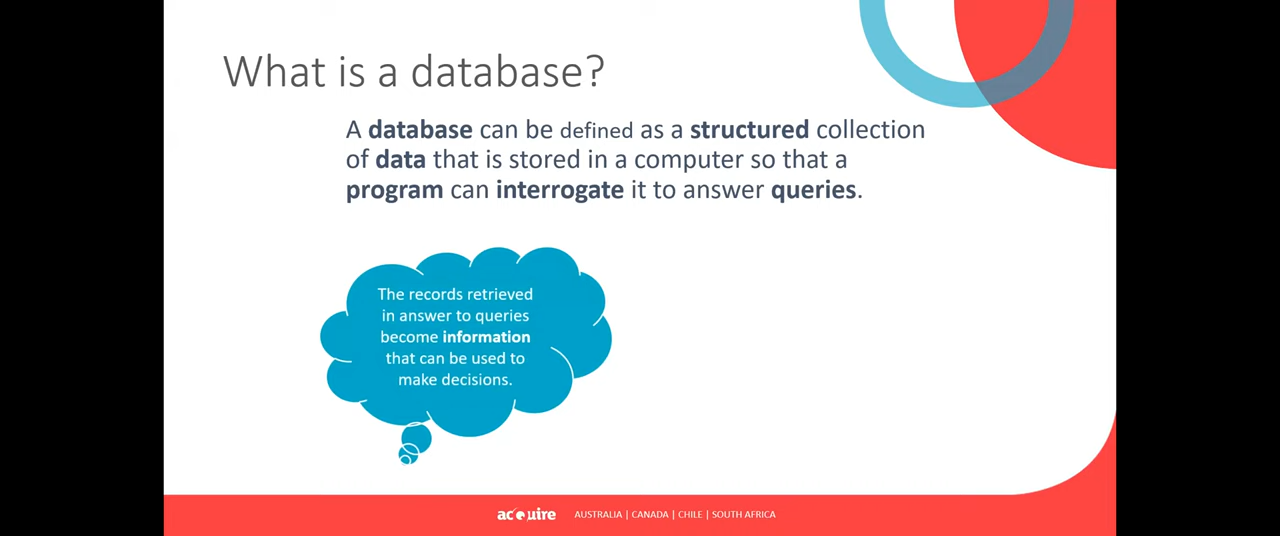 What is a database?
A database can be defined as a structured collection
of data that is stored in a computer so that a
program can interrogate it to answer queries.
The records retrieved
in answer to queries
become information
that can be used to
make decisions.
acQuire AUSTRALIA | CANADA | CHILE | SOUTH AFRICA